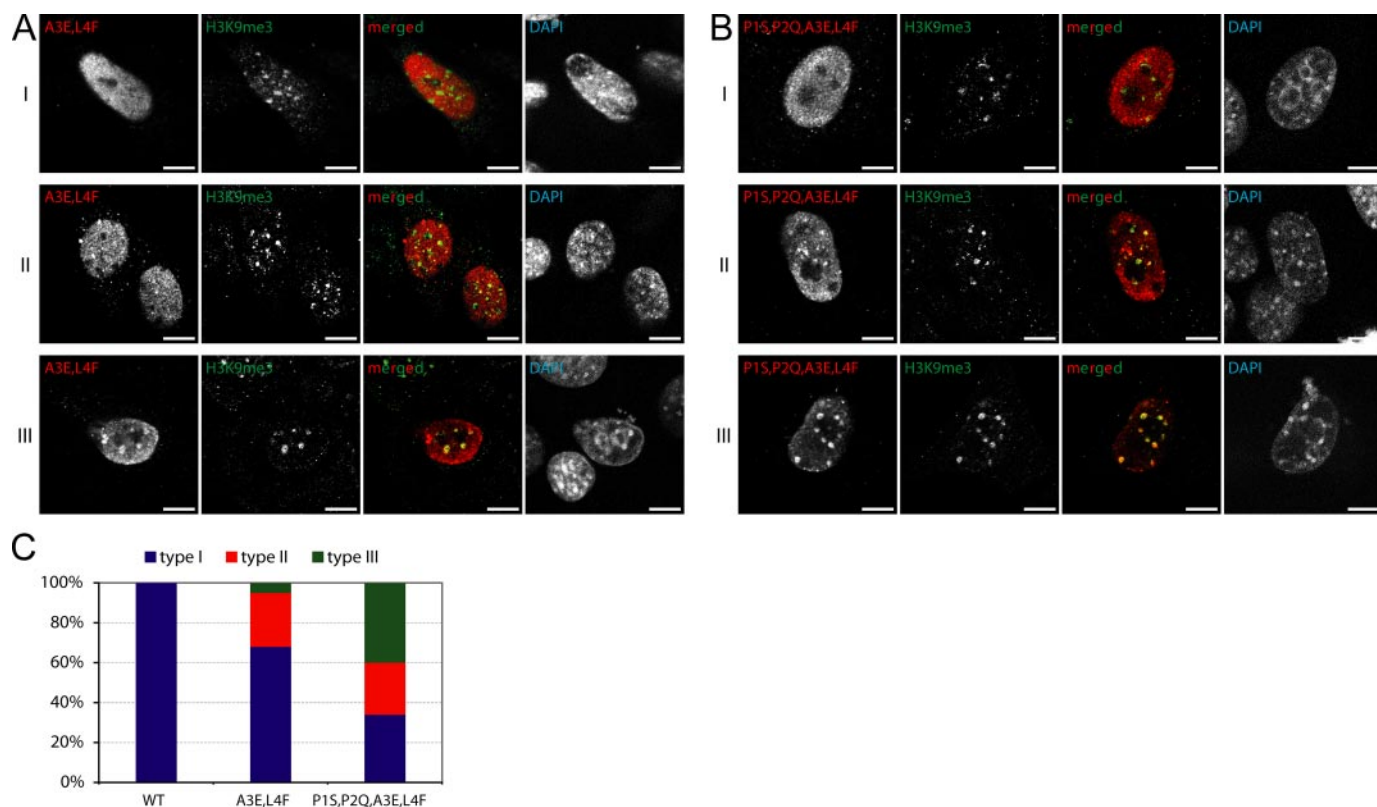 A
A3E,L4F H3K9me3 merged DAPI
I
A3E,L4F H3K9me3 merged DAPI
II
A3E,L4F H3K9me3 merged DAPI
III
B
P1S,P2Q,A3E,L4F H3K9me3 merged DAPI
I
P1S,P2Q,A3E,L4F H3K9me3 merged DAPI
II
P1S,P2Q,A3E,L4F H3K9me3 merged DAPI
III
C
type I type II type III
100%
80%
60%
40%
20%
0%
WT A3E,L4F P1S,P2Q,A3E,L4F